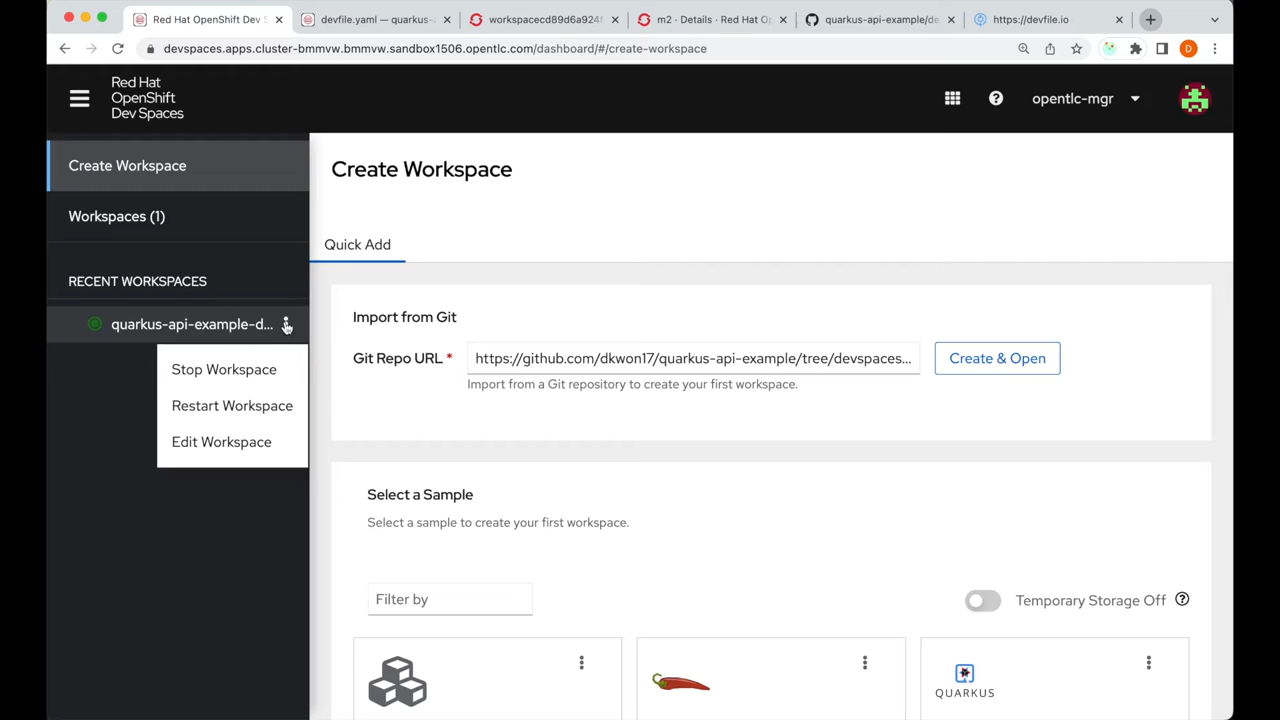 Red Hat OpenShift Dev S
devfile.yaml — quarkus-
workspacecd89d6a924
m2 · Details · Red Hat O
quarkus-api-example/de
https://devfile.io
devspaces.apps.cluster-bmmvw.bmmvw.sandbox1506.opentlc.com/dashboard/#/create-workspace
D
Red Hat
OpenShift
Dev Spaces
opentlc-mgr
Create Workspace
Workspaces (1)
RECENT WORKSPACES
quarkus-api-example-d...
Stop Workspace
Restart Workspace
Edit Workspace
Create Workspace
Quick Add
Import from Git
Git Repo URL *
https://github.com/dkwon17/quarkus-api-example/tree/devspaces...
Create & Open
Import from a Git repository to create your first workspace.
Select a Sample
Select a sample to create your first workspace.
Filter by
Temporary Storage Off
QUARKUS